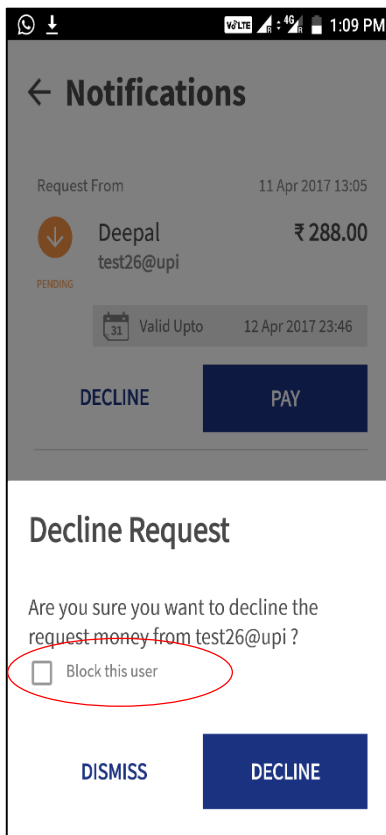 VoLTE R 4G R 1:09 PM
← Notifications
Request From 11 Apr 2017 13:05
Deepal ₹ 288.00
test26@upi
PENDING
31 Valid Upto 12 Apr 2017 23:46
DECLINE PAY
Decline Request
Are you sure you want to decline the
request money from test26@upi ?
Block this user
DISMISS DECLINE